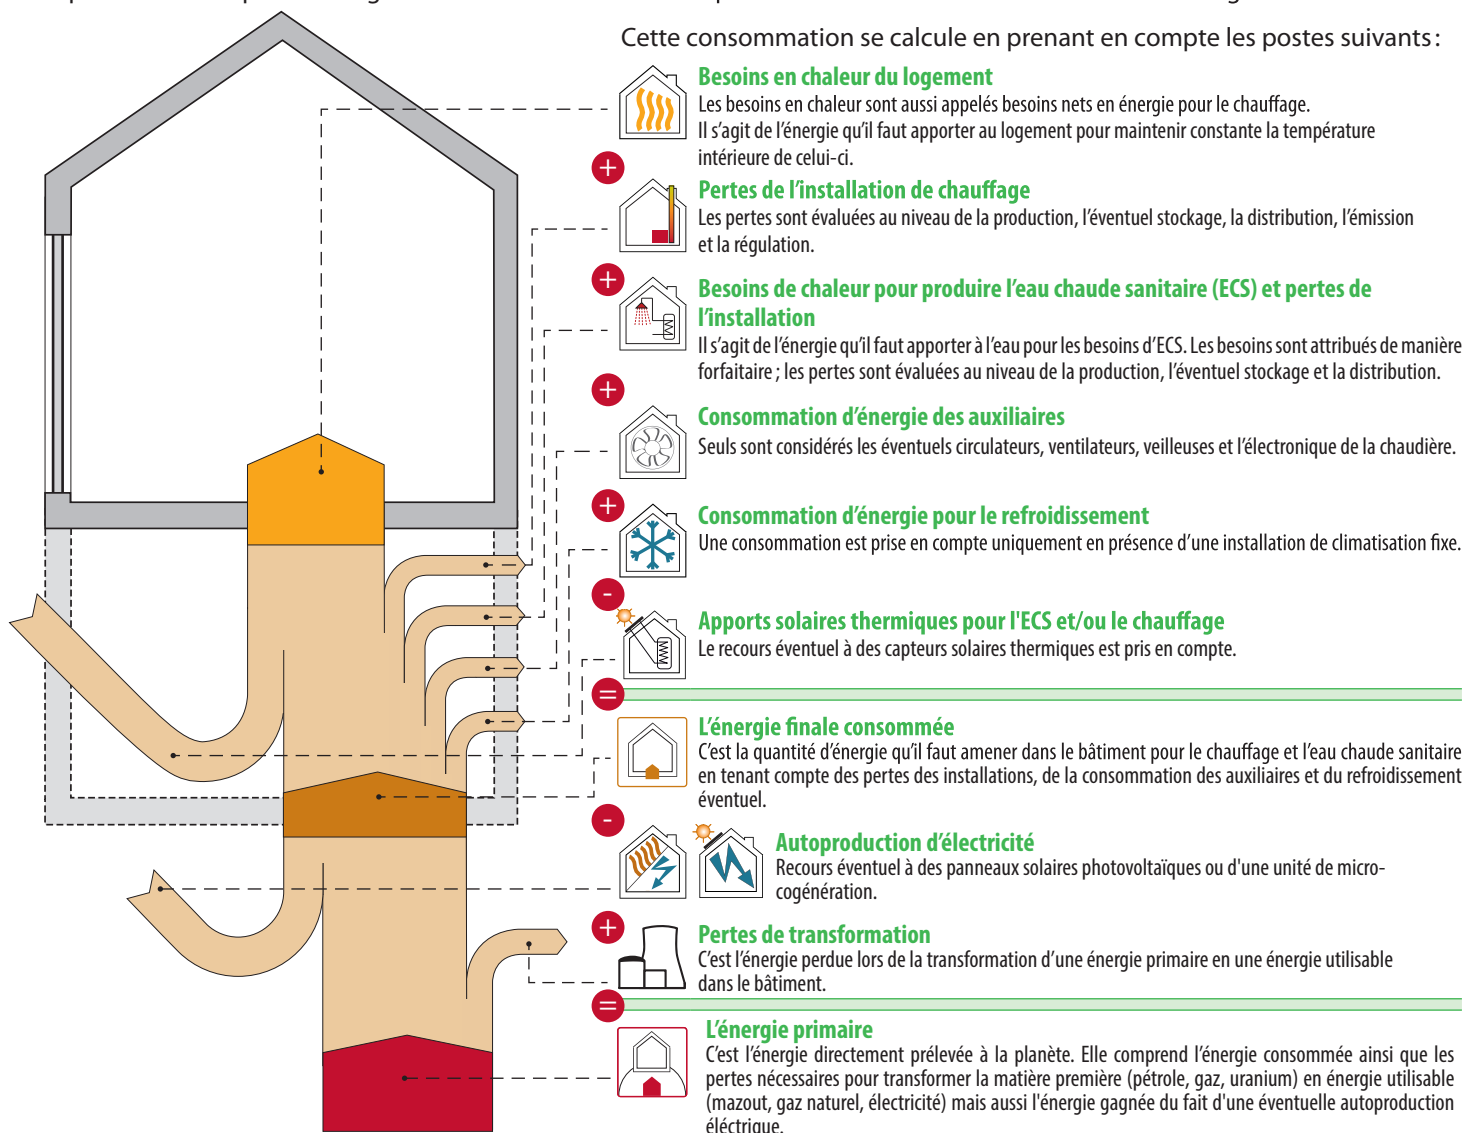 Cette consommation se calcule en prenant en compte les postes suivants :
Besoins en chaleur du logement
Les besoins en chaleur sont aussi appelés besoins nets en énergie pour le chauffage.
Il s'agit de l'énergie qu'il faut apporter au logement pour maintenir constante la température
intérieure de celui-ci.
+
Pertes de l'installation de chauffage
Les pertes sont évaluées au niveau de la production, l'éventuel stockage, la distribution, l'émission
et la régulation.
+
Besoins de chaleur pour produire l'eau chaude sanitaire (ECS) et pertes de
l'installation
Il s'agit de l'énergie qu'il faut apporter à l'eau pour les besoins d'ECS. Les besoins sont attribués de manière
forfaitaire ; les pertes sont évaluées au niveau de la production, l'éventuel stockage et la distribution.
+
Consommation d'énergie des auxiliaires
Seuls sont considérés les éventuels circulateurs, ventilateurs, veilleuses et l'électronique de la chaudière.
+
Consommation d'énergie pour le refroidissement
Une consommation est prise en compte uniquement en présence d'une installation de climatisation fixe.
-
Apports solaires thermiques pour l'ECS et/ou le chauffage
Le recours éventuel à des capteurs solaires thermiques est pris en compte.
=
L'énergie finale consommée
C'est la quantité d'énergie qu'il faut amener dans le bâtiment pour le chauffage et l'eau chaude sanitaire
en tenant compte des pertes des installations, de la consommation des auxiliaires et du refroidissement
éventuel.
-
Autoproduction d'électricité
Recours éventuel à des panneaux solaires photovoltaïques ou d'une unité de micro-
cogénération.
+
Pertes de transformation
C'est l'énergie perdue lors de la transformation d'une énergie primaire en une énergie utilisable
dans le bâtiment.
=
L'énergie primaire
C'est l'énergie directement prélevée à la planète. Elle comprend l'énergie consommée ainsi que les
pertes nécessaires pour transformer la matière première (pétrole, gaz, uranium) en énergie utilisable
(mazout, gaz naturel, électricité) mais aussi l'énergie gagnée du fait d'une éventuelle autoproduction
éléctrique.